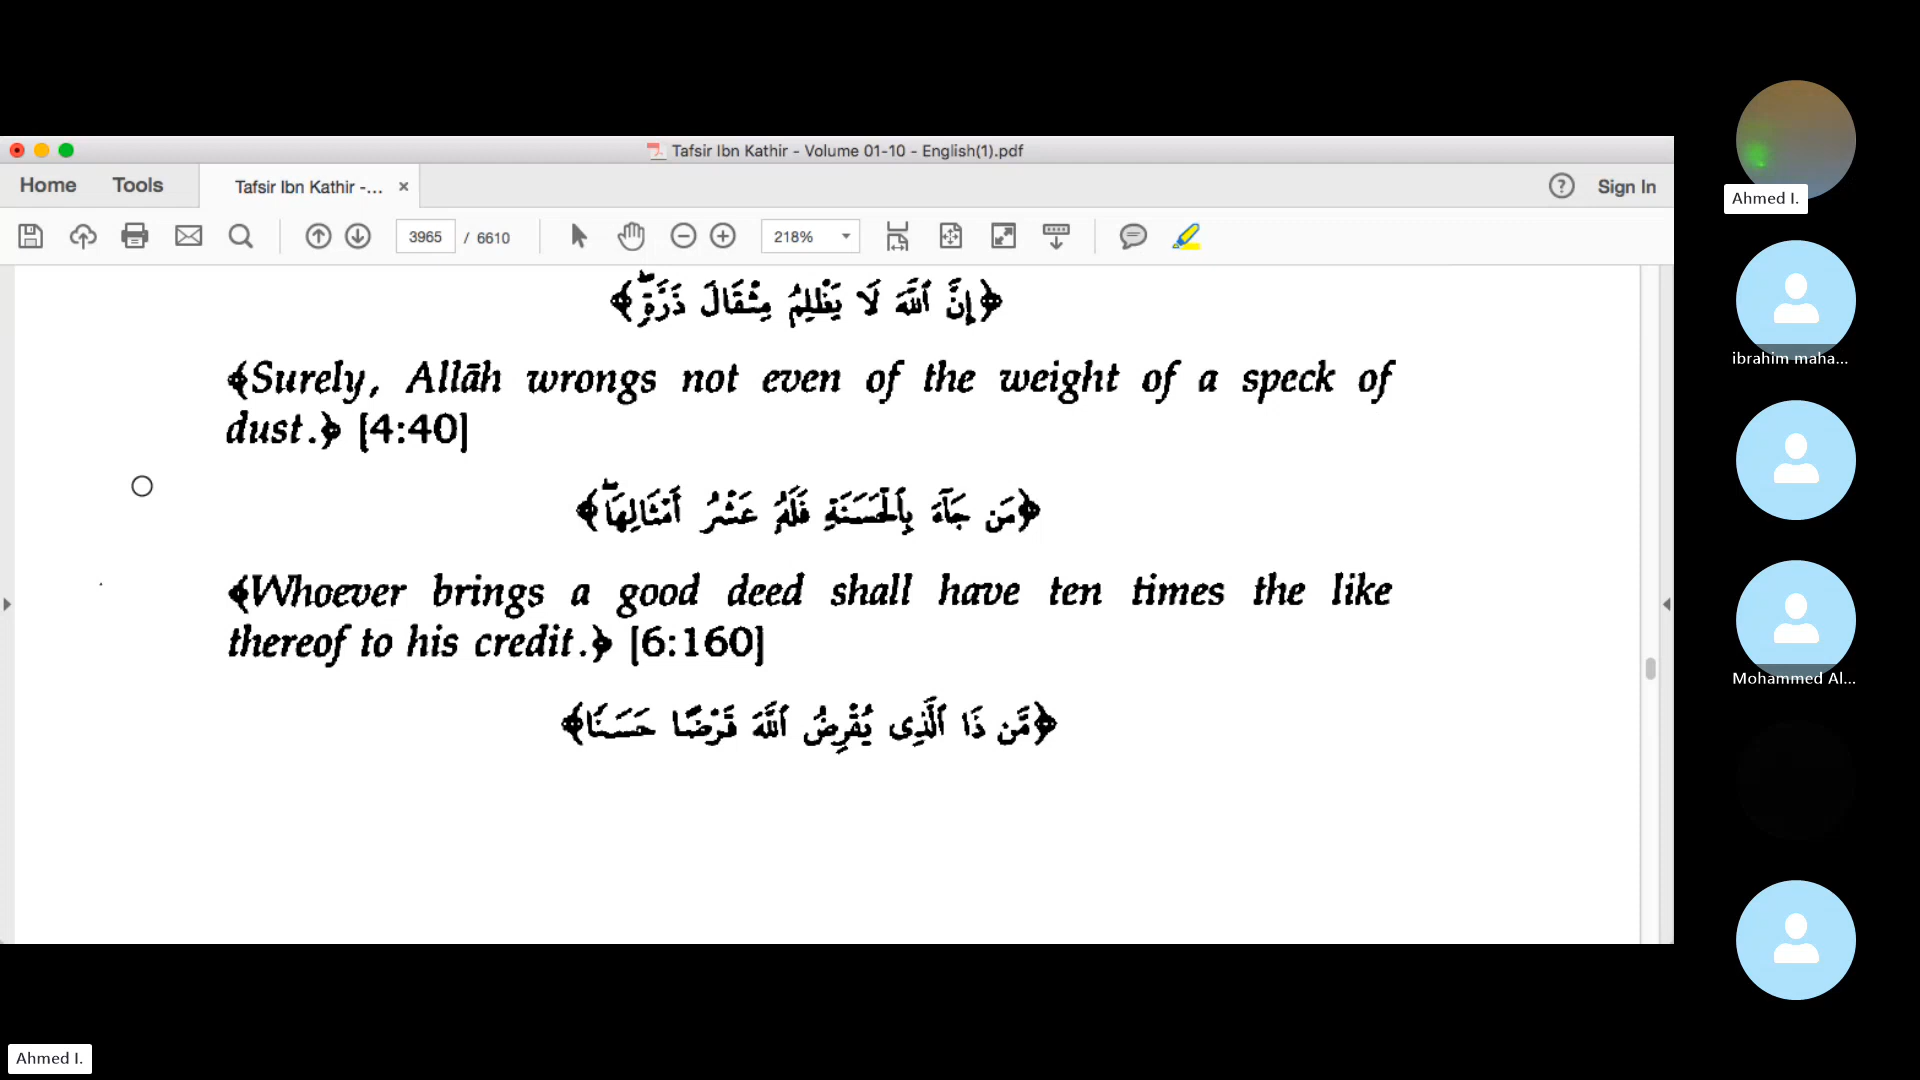 Tafsir Ibn Kathir - Volume 01-10 - English(1).pdf
Home Tools Tafsir Ibn Kathir -... × ? Sign In
3965 / 6610 218%
﴿إِنَّ ٱللَّهَ لَا يَظْلِمُ مِثْقَالَ ذَرَّةٍ ۖ﴾
﴾Surely, Allāh wrongs not even of the weight of a speck of
dust.﴿ [4:40]
﴿مَن جَآءَ بِٱلْحَسَنَةِ فَلَهُۥ عَشْرُ أَمْثَالِهَا ۖ﴾
﴾Whoever brings a good deed shall have ten times the like
thereof to his credit.﴿ [6:160]
﴿مَّن ذَا ٱلَّذِى يُقْرِضُ ٱللَّهَ قَرْضًا حَسَنًا﴾
Ahmed I.
ibrahim maha...
Mohammed Al...
Ahmed I.